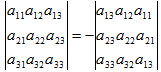 |a₁₁a₁₂a₁₃| = −|a₁₃a₁₂a₁₁|
|a₂₁a₂₂a₂₃| = −|a₂₃a₂₂a₂₁|
|a₃₁a₃₂a₃₃| = −|a₃₃a₃₂a₁₃|